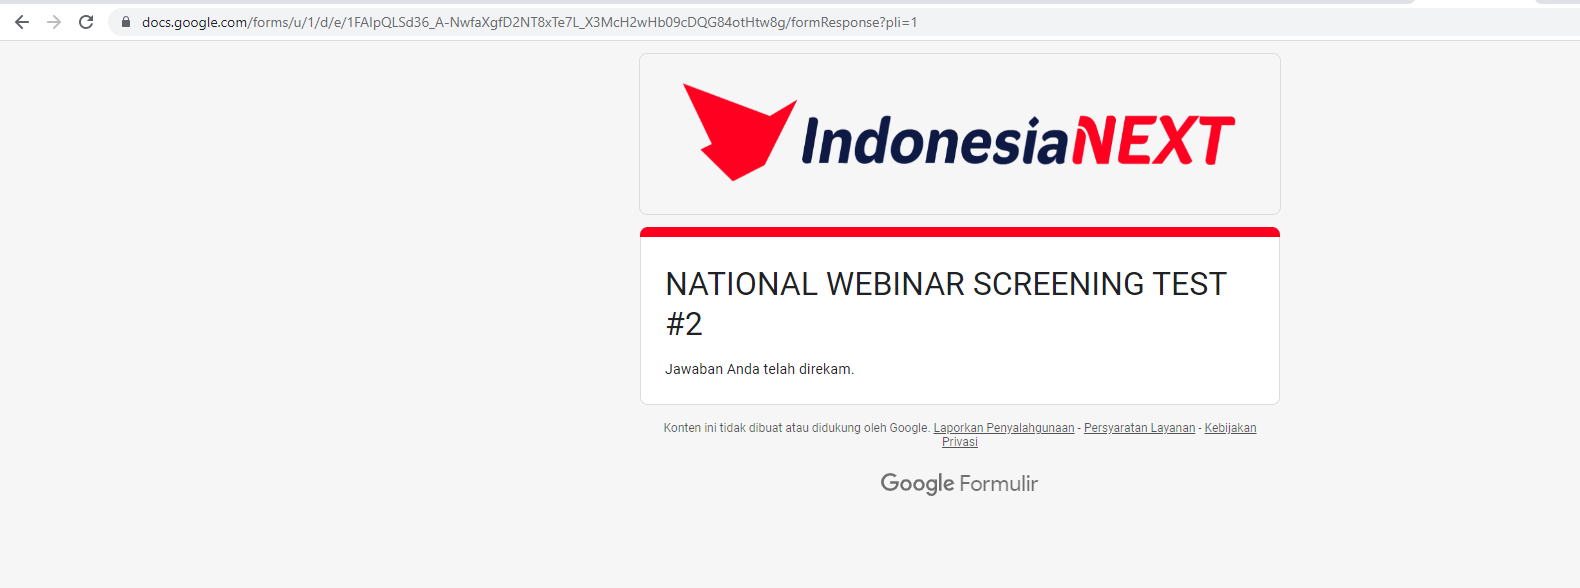 docs.google.com/forms/u/1/d/e/1FAIpQLSd36_A-NwfaXgfD2NT8xTe7L_X3McH2wHb09cDQG84otHtw8g/formResponse?pli=1
IndonesiaNEXT
NATIONAL WEBINAR SCREENING TEST
#2
Jawaban Anda telah direkam.
Konten ini tidak dibuat atau didukung oleh Google. Laporkan Penyalahgunaan - Persyaratan Layanan - Kebijakan
Privasi
Google Formulir